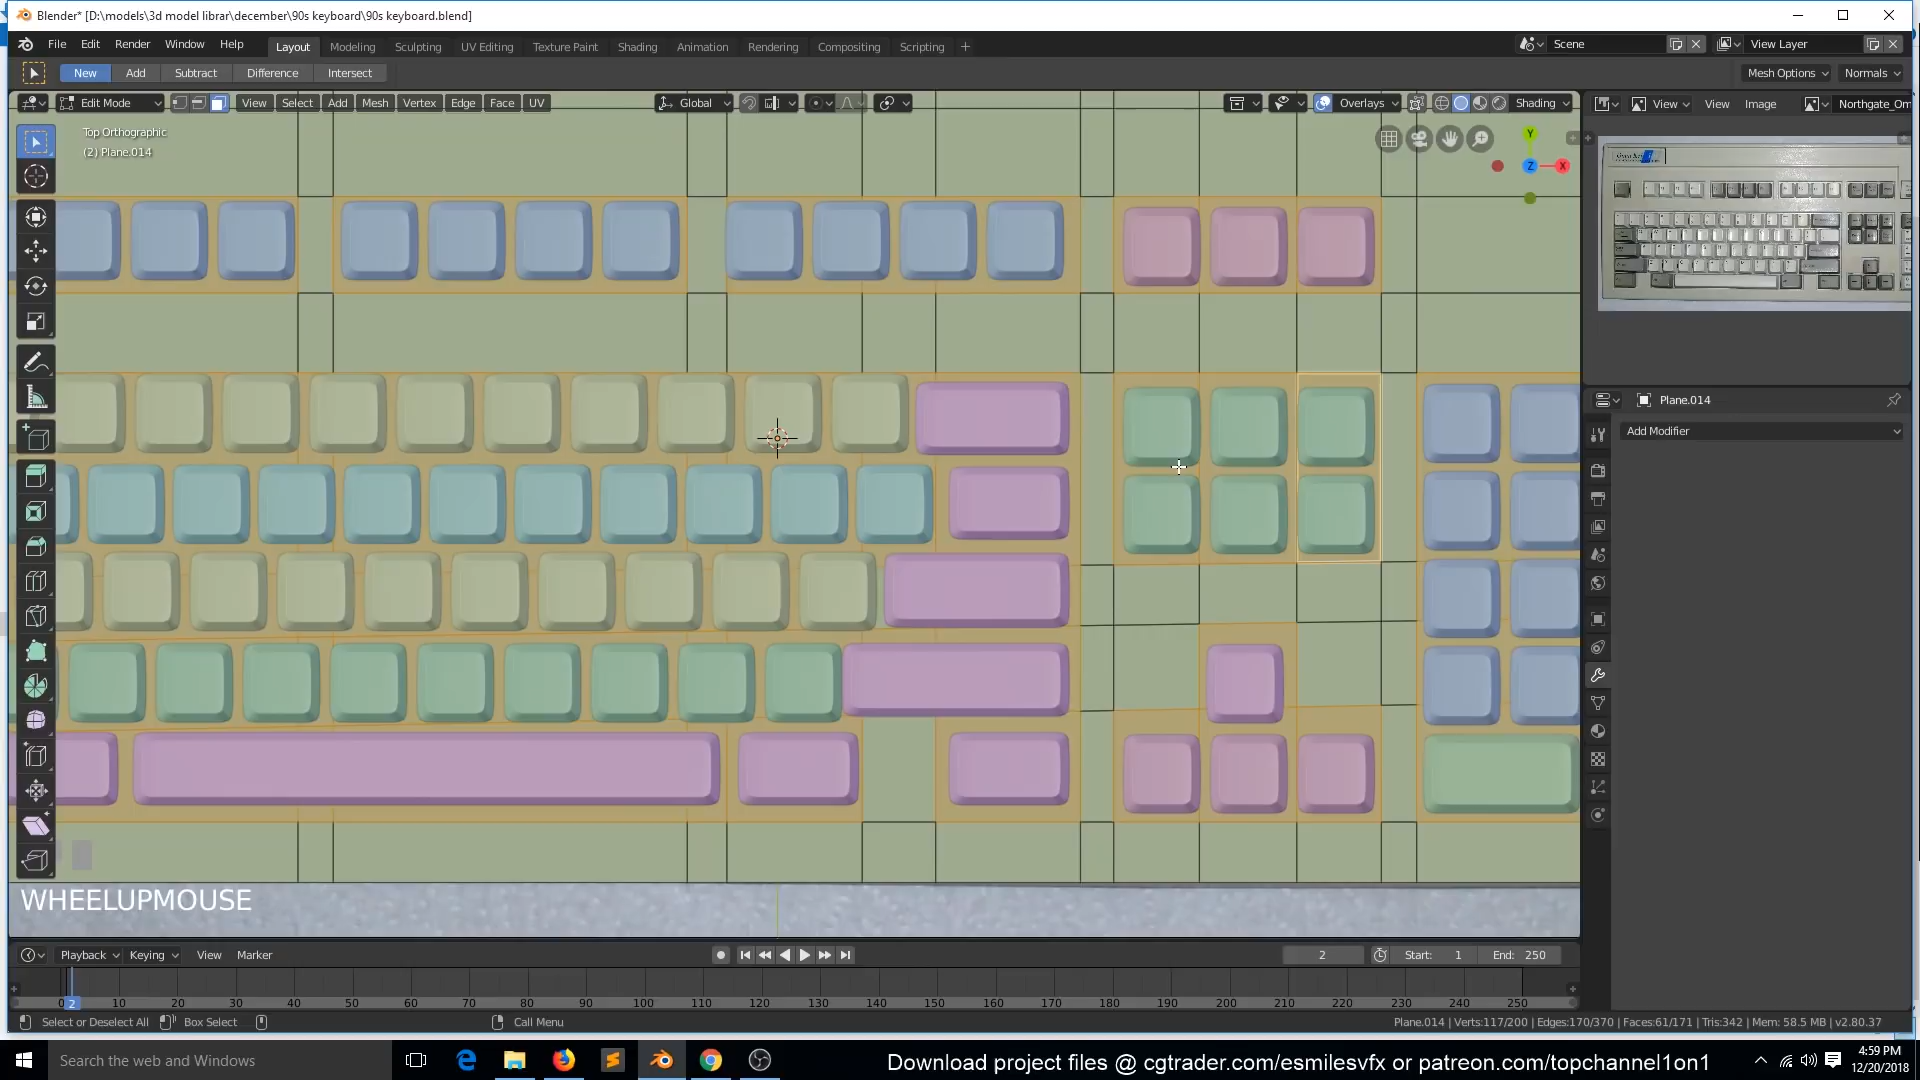 Blender* [D:\models\3d model librar\december\90s keyboard\90s keyboard.blend]
File Edit Render Window Help Layout Modeling Sculpting UV Editing Texture Paint Shading Animation Rendering Compositing Scripting + Scene View Layer
New Add Subtract Difference Intersect Mesh Options Normals
Edit Mode View Select Add Mesh Vertex Edge Face UV Global Overlays Shading View View Image Northgate_Om
Top Orthographic
(2) Plane.014
Y
Z X
Plane.014
Add Modifier
WHEELUPMOUSE
Playback Keying View Marker 2 Start: 1 End: 250
0 2 10 20 30 40 50 60 70 80 90 100 110 120 130 140 150 160 170 180 190 200 210 220 230 240 250
Select or Deselect All Box Select Call Menu Plane.014 | Verts:117/200 | Edges:170/370 | Faces:61/171 | Tris:342 | Mem: 58.5 MB | v2.80.37
Search the web and Windows
Download project files @ cgtrader.com/esmilesvfx or patreon.com/topchannel1on1
4:59 PM
12/20/2018